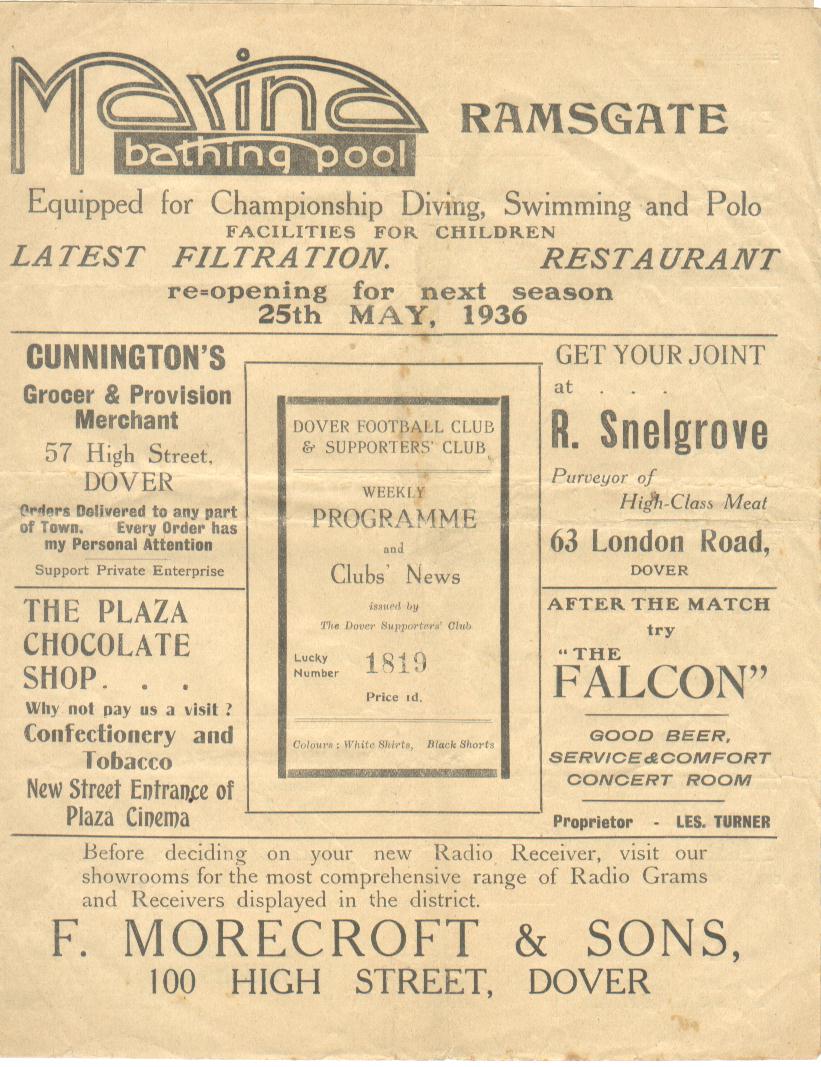 Marina RAMSGATE
bathing pool
Equipped for Championship Diving, Swimming and Polo
FACILITIES FOR CHILDREN
LATEST FILTRATION. RESTAURANT
re=opening for next season
25th MAY, 1936
CUNNINGTON'S
Grocer & Provision
Merchant
57 High Street,
DOVER
Orders Delivered to any part
of Town. Every Order has
my Personal Attention
Support Private Enterprise
THE PLAZA
CHOCOLATE
SHOP. . .
Why not pay us a visit ?
Confectionery and
Tobacco
New Street Entrance of
Plaza Cinema
DOVER FOOTBALL CLUB
& SUPPORTERS' CLUB
WEEKLY
PROGRAMME
and
Clubs' News
issued by
The Dover Supporters' Club
Lucky
Number 1819
Price 1d.
Colours : White Shirts, Black Shorts
GET YOUR JOINT
at . . .
R. Snelgrove
Purveyor of
High-Class Meat
63 London Road,
DOVER
AFTER THE MATCH
try
"THE
FALCON"
GOOD BEER,
SERVICE & COMFORT
CONCERT ROOM
Proprietor - LES. TURNER
Before deciding on your new Radio Receiver, visit our
showrooms for the most comprehensive range of Radio Grams
and Receivers displayed in the district.
F. MORECROFT & SONS,
100 HIGH STREET, DOVER